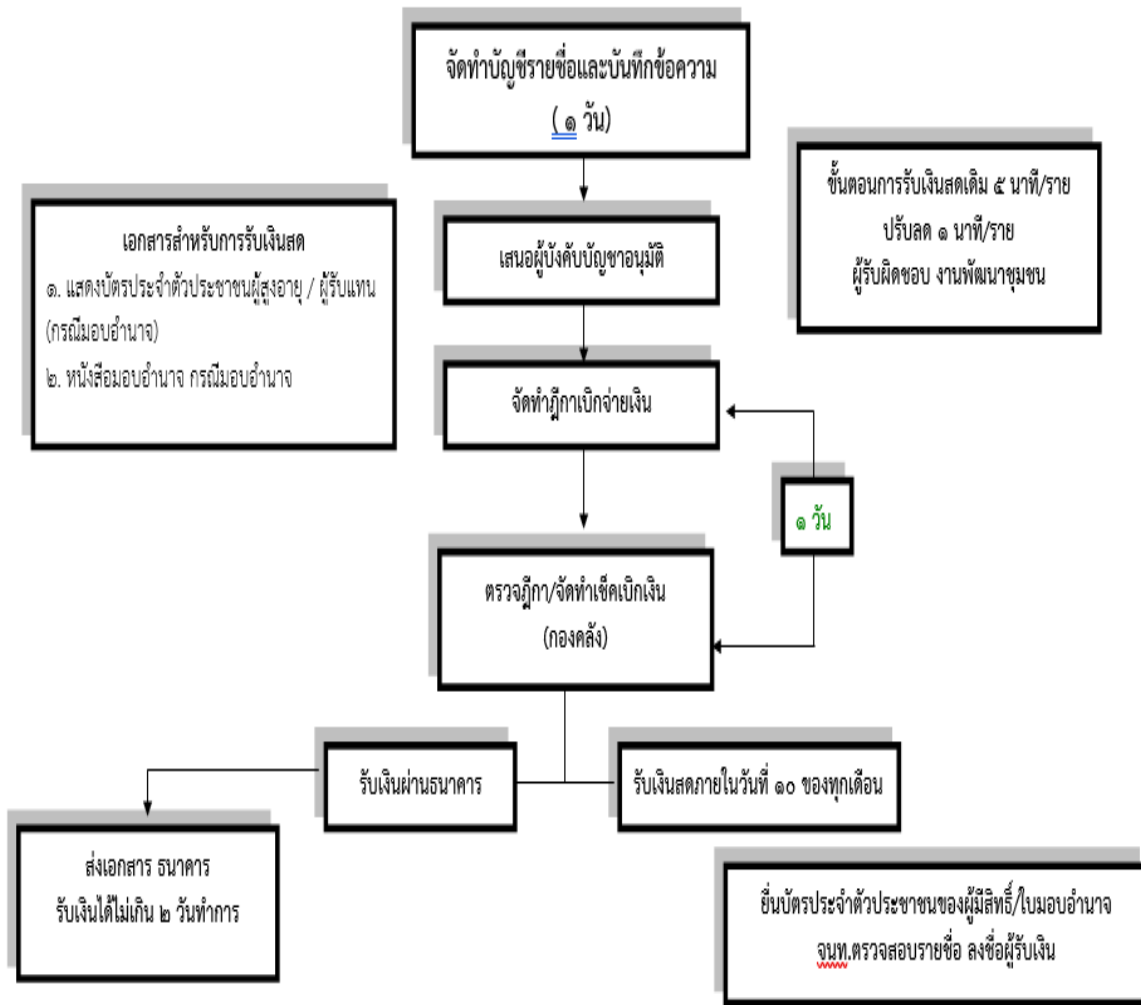 จัดทำบัญชีรายชื่อและบันทึกข้อความ
( ๑ วัน)
ขั้นตอนการรับเงินสดเดิม ๕ นาที/ราย
ปรับลด ๑ นาที/ราย
ผู้รับผิดชอบ งานพัฒนาชุมชน
เอกสารสำหรับการรับเงินสด
๑. แสดงบัตรประจำตัวประชาชนผู้สูงอายุ / ผู้รับแทน
(กรณีมอบอำนาจ)
๒. หนังสือมอบอำนาจ กรณีมอบอำนาจ
เสนอผู้บังคับบัญชาอนุมัติ
จัดทำฎีกาเบิกจ่ายเงิน
๑ วัน
ตรวจฎีกา/จัดทำเช็คเบิกเงิน
(กองคลัง)
รับเงินผ่านธนาคาร
รับเงินสดภายในวันที่ ๑๐ ของทุกเดือน
ส่งเอกสาร ธนาคาร
รับเงินได้ไม่เกิน ๒ วันทำการ
ยื่นบัตรประจำตัวประชาชนของผู้มีสิทธิ์/ใบมอบอำนาจ
จนท.ตรวจสอบรายชื่อ ลงชื่อผู้รับเงิน